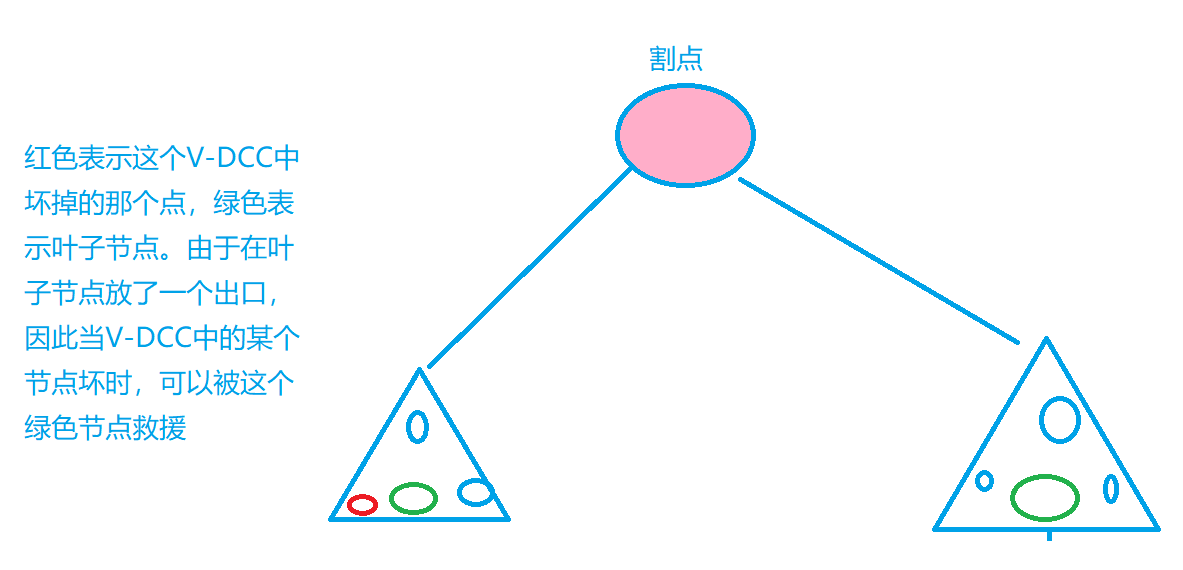 割点
红色表示这个V-DCC中
坏掉的那个点，绿色表
示叶子节点。由于在叶
子节点放了一个出口，
因此当V-DCC中的某个
节点坏时，可以被这个
绿色节点救援